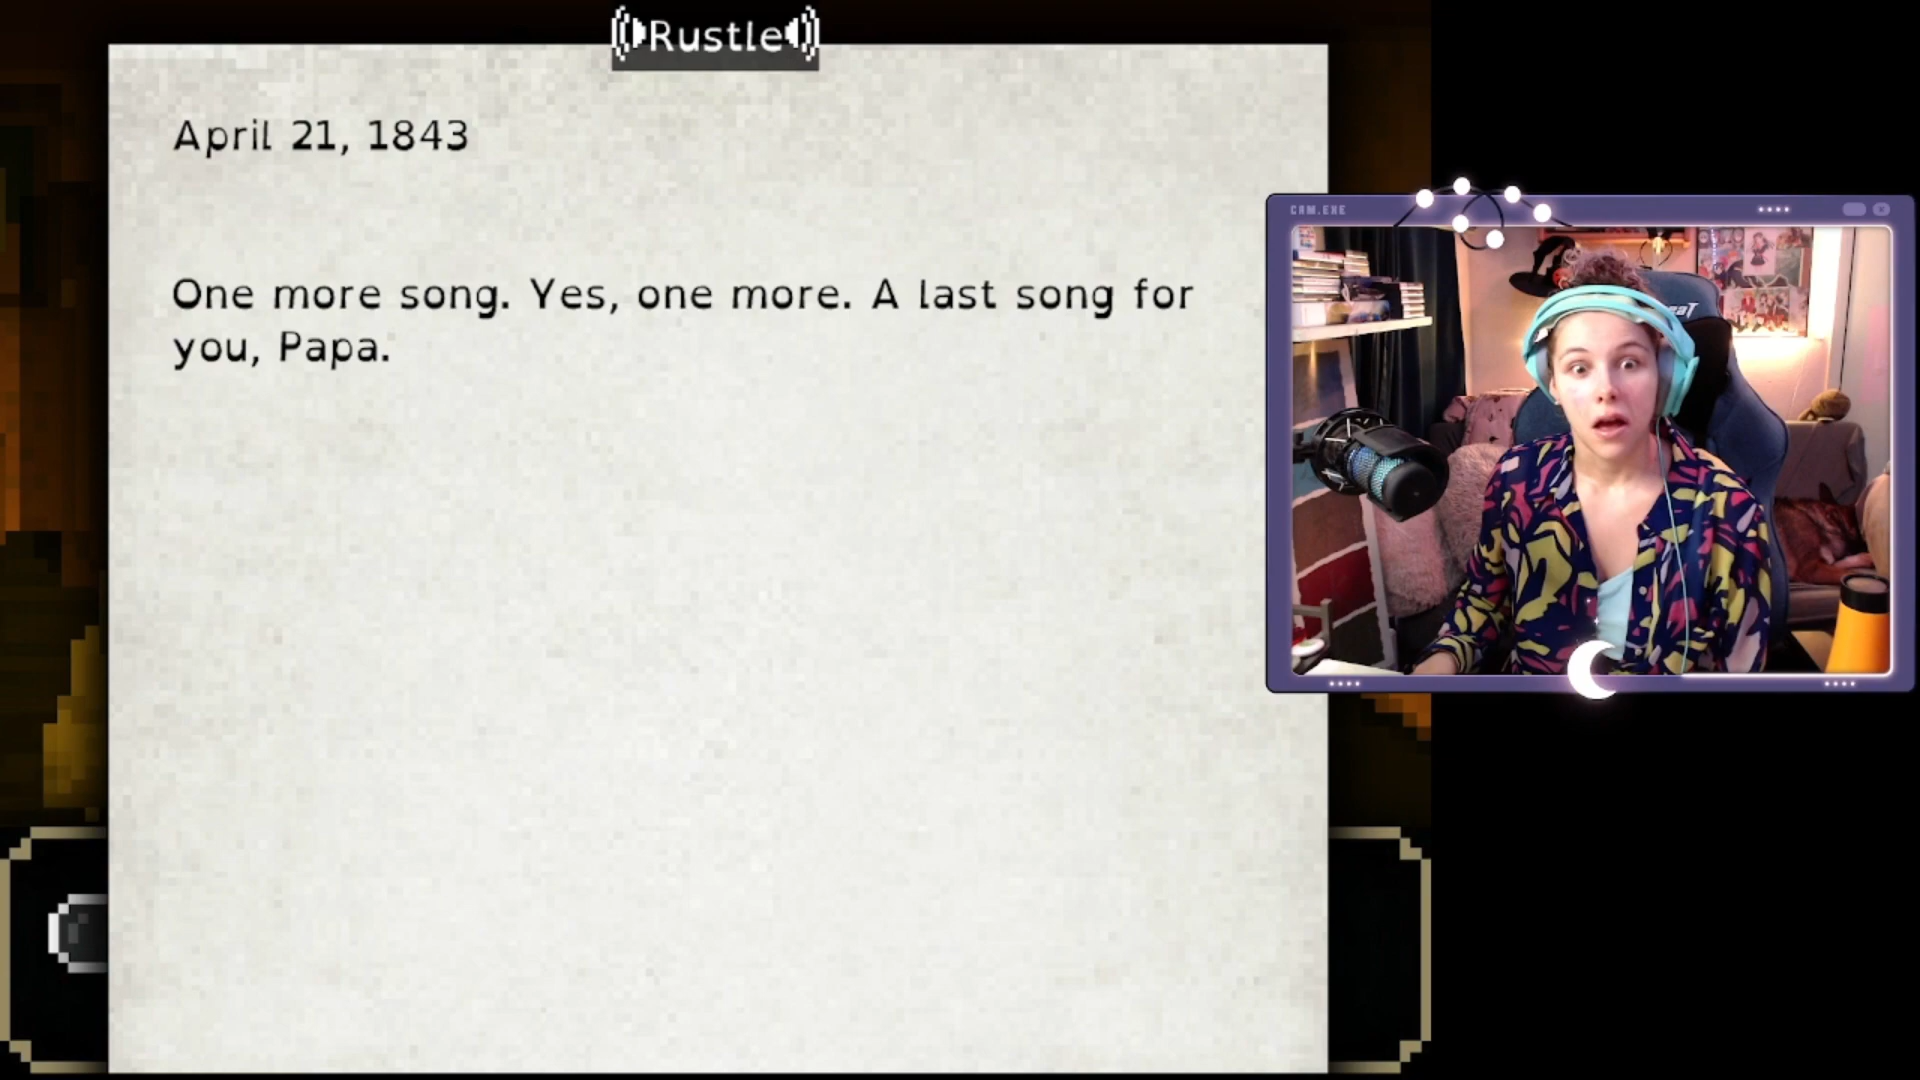 Rustle
April 21, 1843
One more song. Yes, one more. A last song for
you, Papa.
CAM.EXE